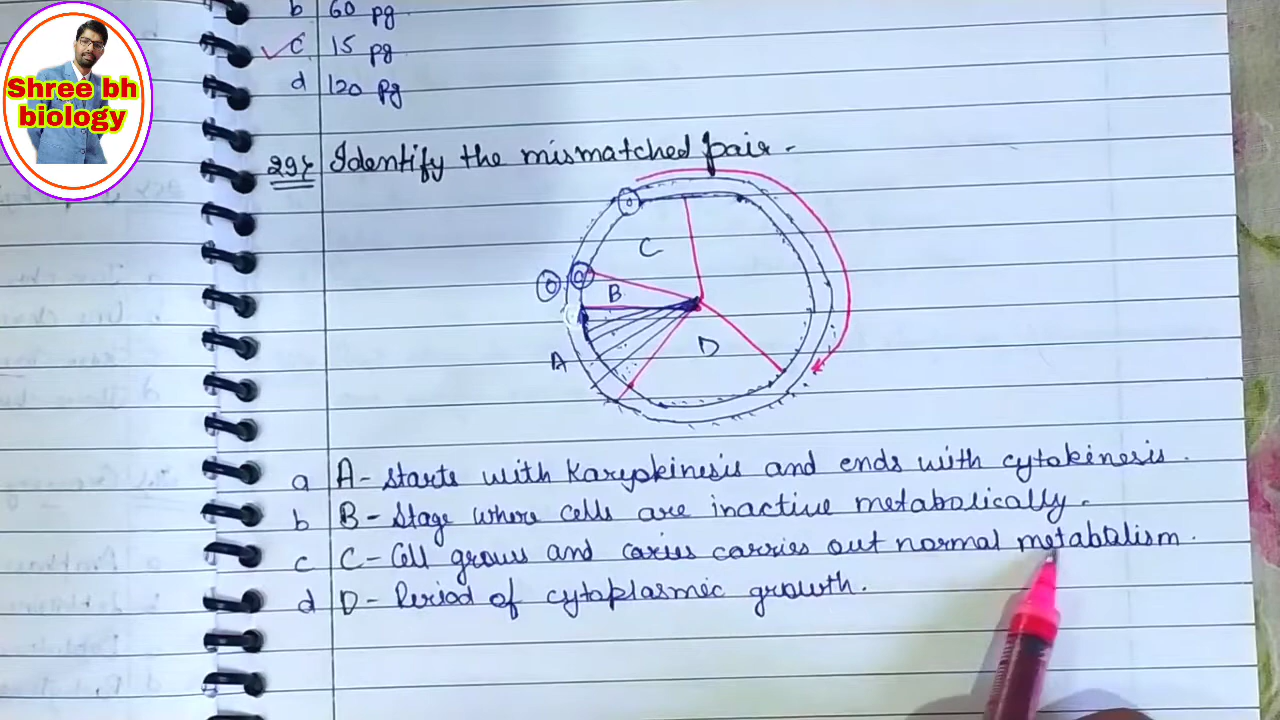 Shree bh
biology
b 60 pg
c 15 pg
d 120 pg
29) Identify the mismatched pair -
C
B
A
D
a A - starts with Karyokinesis and ends with cytokinesis.
b B - Stage where cells are inactive metabolically.
c C - Cell grows and caries carries out normal metabolism.
d D - Period of cytoplasmic growth.